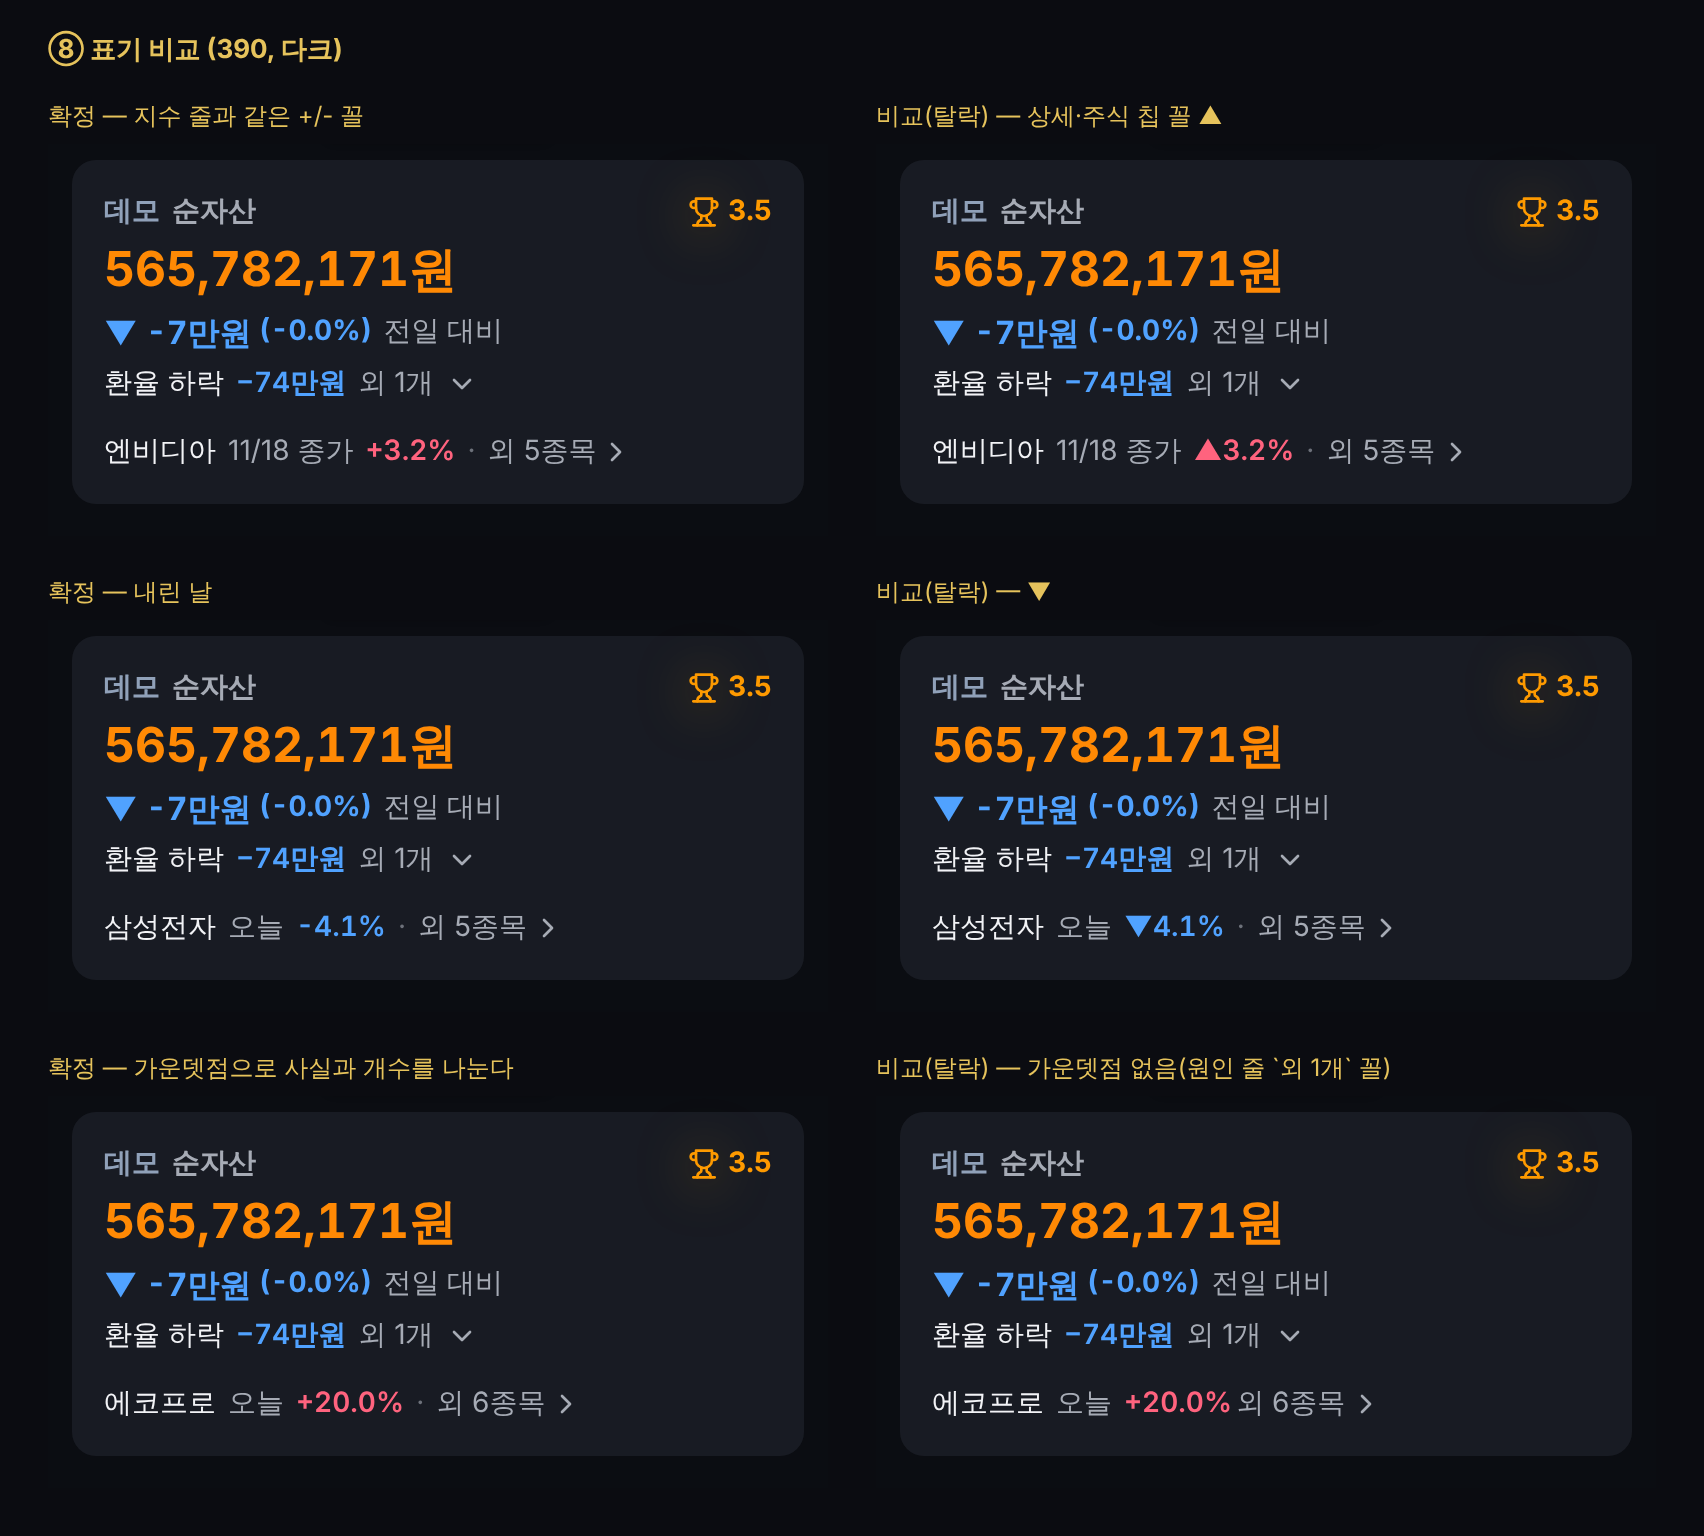 ⑧ 표기 비교 (390, 다크)
확정 — 지수 줄과 같은 +/- 꼴
데모 순자산 3.5
565,782,171원
▼ -7만원 (-0.0%) 전일 대비
환율 하락 −74만원 외 1개
엔비디아 11/18 종가 +3.2% · 외 5종목
비교(탈락) — 상세·주식 칩 꼴 ▲
데모 순자산 3.5
565,782,171원
▼ -7만원 (-0.0%) 전일 대비
환율 하락 −74만원 외 1개
엔비디아 11/18 종가 ▲3.2% · 외 5종목
확정 — 내린 날
데모 순자산 3.5
565,782,171원
▼ -7만원 (-0.0%) 전일 대비
환율 하락 −74만원 외 1개
삼성전자 오늘 -4.1% · 외 5종목
비교(탈락) — ▼
데모 순자산 3.5
565,782,171원
▼ -7만원 (-0.0%) 전일 대비
환율 하락 −74만원 외 1개
삼성전자 오늘 ▼4.1% · 외 5종목
확정 — 가운뎃점으로 사실과 개수를 나눈다
데모 순자산 3.5
565,782,171원
▼ -7만원 (-0.0%) 전일 대비
환율 하락 −74만원 외 1개
에코프로 오늘 +20.0% · 외 6종목
비교(탈락) — 가운뎃점 없음(원인 줄 `외 1개` 꼴)
데모 순자산 3.5
565,782,171원
▼ -7만원 (-0.0%) 전일 대비
환율 하락 −74만원 외 1개
에코프로 오늘 +20.0% 외 6종목